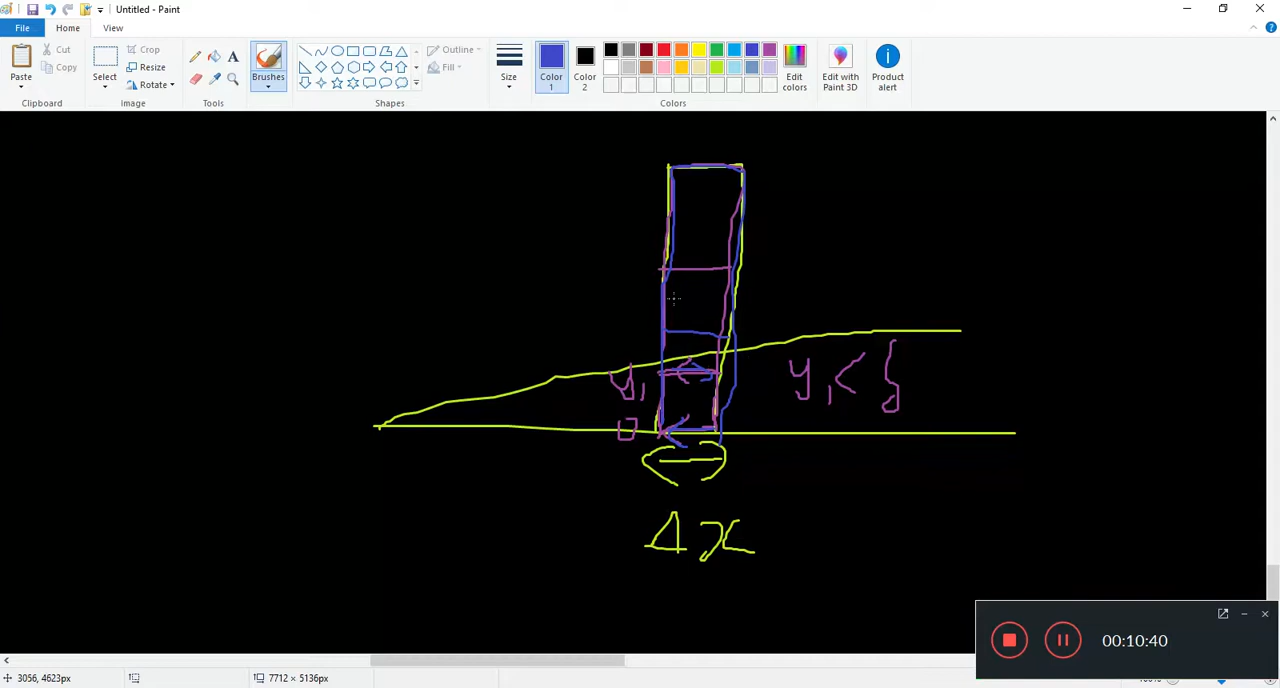 Untitled - Paint
File Home View
Paste
Cut
Copy
Clipboard
Select
Crop
Resize
Rotate
Image
Tools
Brushes
Outline
Fill
Shapes
Size
Color 1
Color 2
Edit colors
Colors
Edit with Paint 3D
Product alert
y₁
y₁ <
0
Δx
00:10:40
3056, 4623px
7712 × 5136px